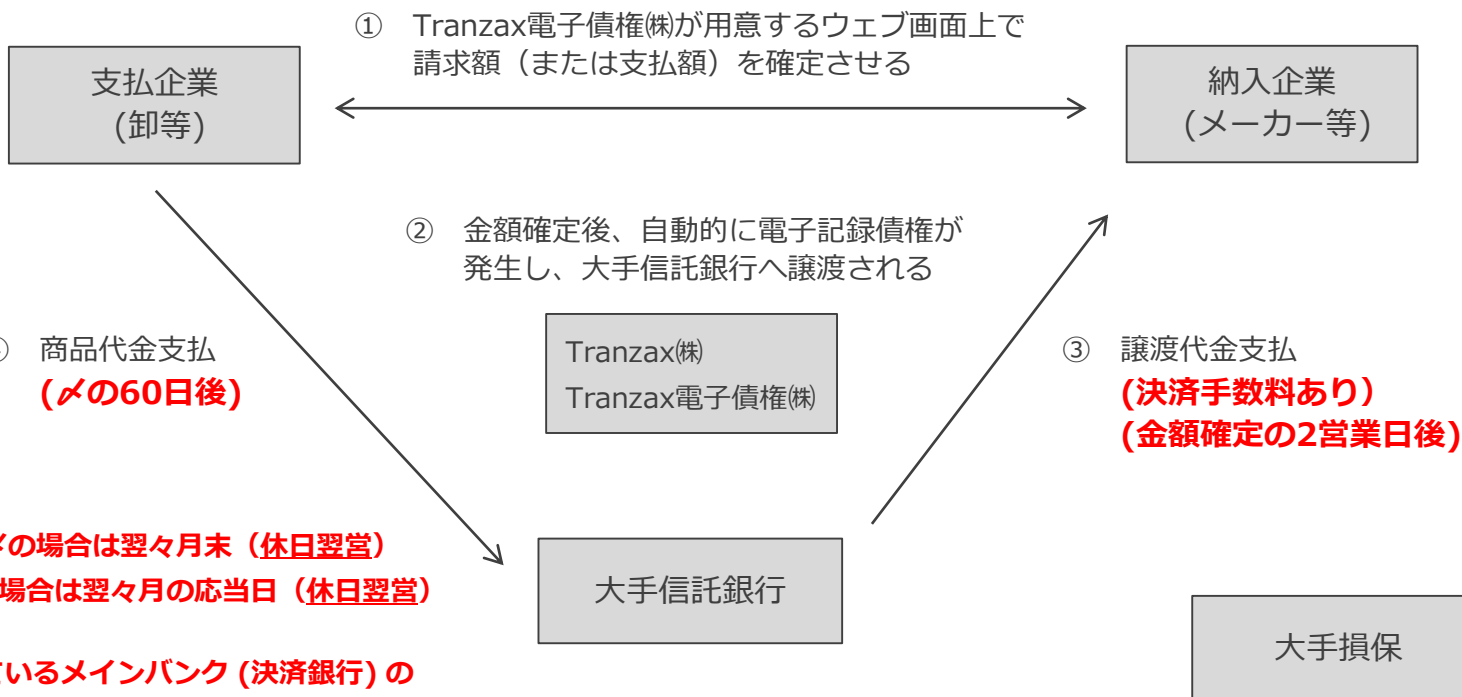 ① Tranzax電子債権㈱が用意するウェブ画面上で
請求額（または支払額）を確定させる
支払企業
(卸等)
納入企業
(メーカー等)
② 金額確定後、自動的に電子記録債権が
発生し、大手信託銀行へ譲渡される
商品代金支払
(〆の60日後)
Tranzax㈱
Tranzax電子債権㈱
③ 譲渡代金支払
(決済手数料あり）
(金額確定の2営業日後)
の場合は翌々月末（休日翌営）
場合は翌々月の応当日（休日翌営）
大手信託銀行
いるメインバンク (決済銀行) の
大手損保